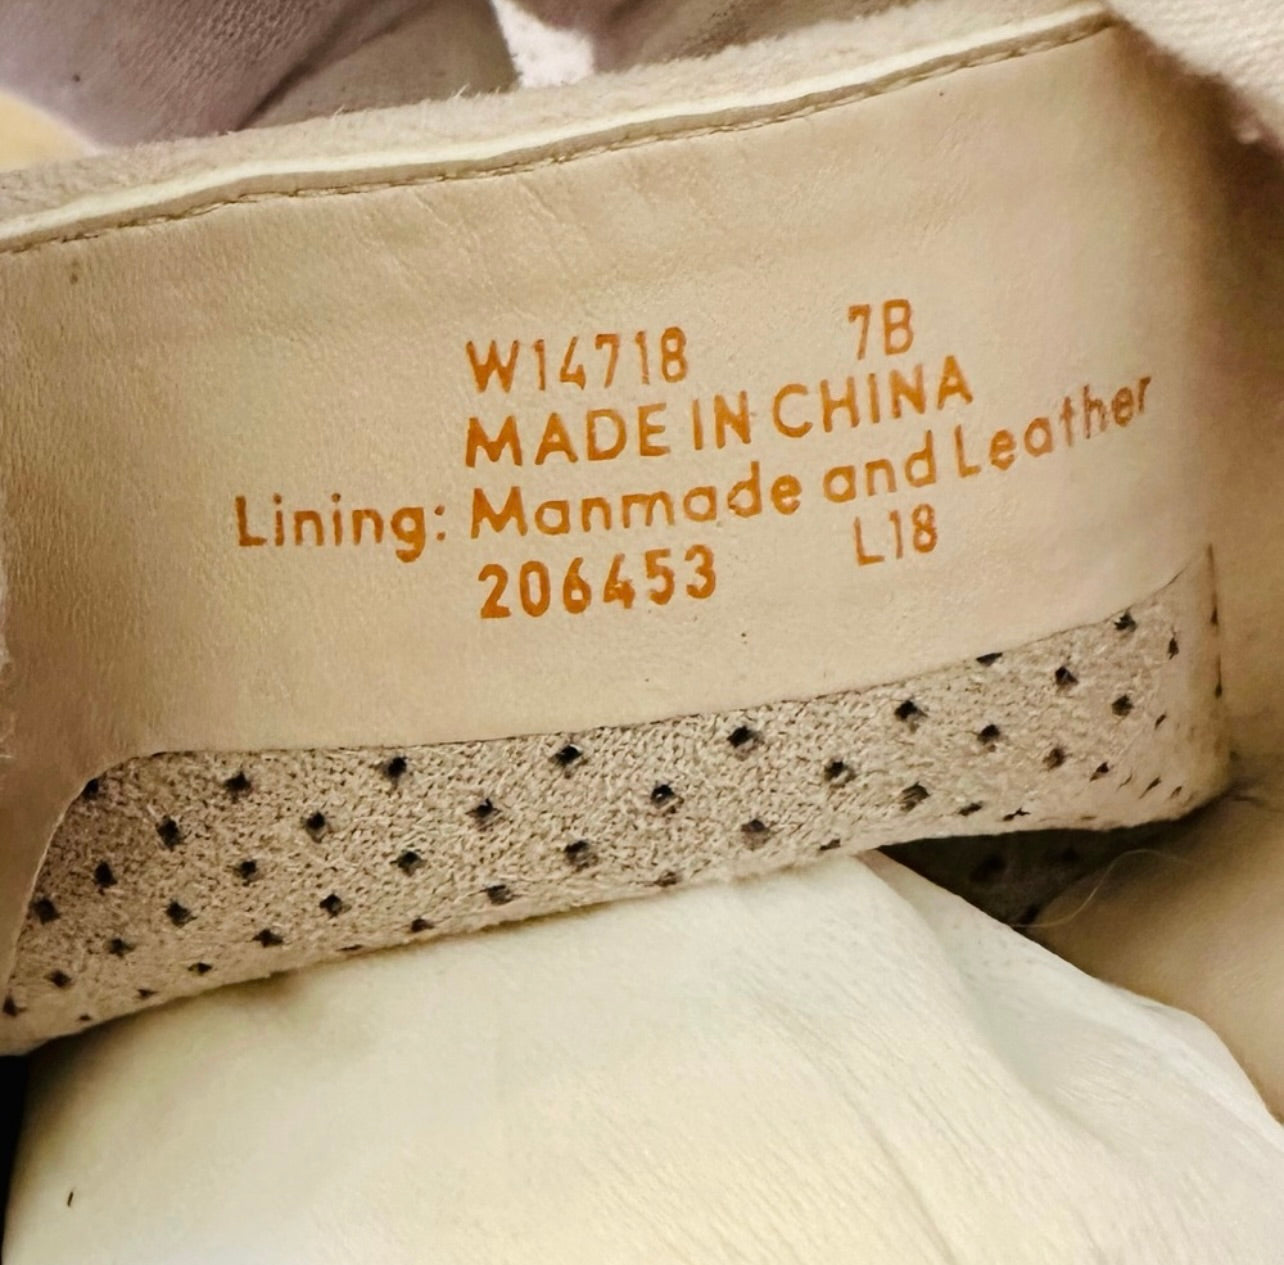 W14718 7B
MADE IN CHINA
Lining: Manmade and Leather
206453 L18